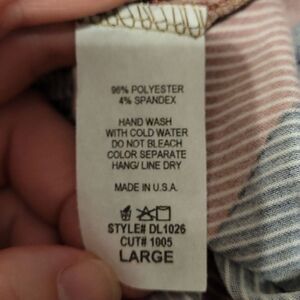 96% POLYESTER
4% SPANDEX
HAND WASH
WITH COLD WATER
DO NOT BLEACH
COLOR SEPARATE
HANG/ LINE DRY
MADE IN U.S.A.
STYLE# DL1026
CUT# 1005
LARGE